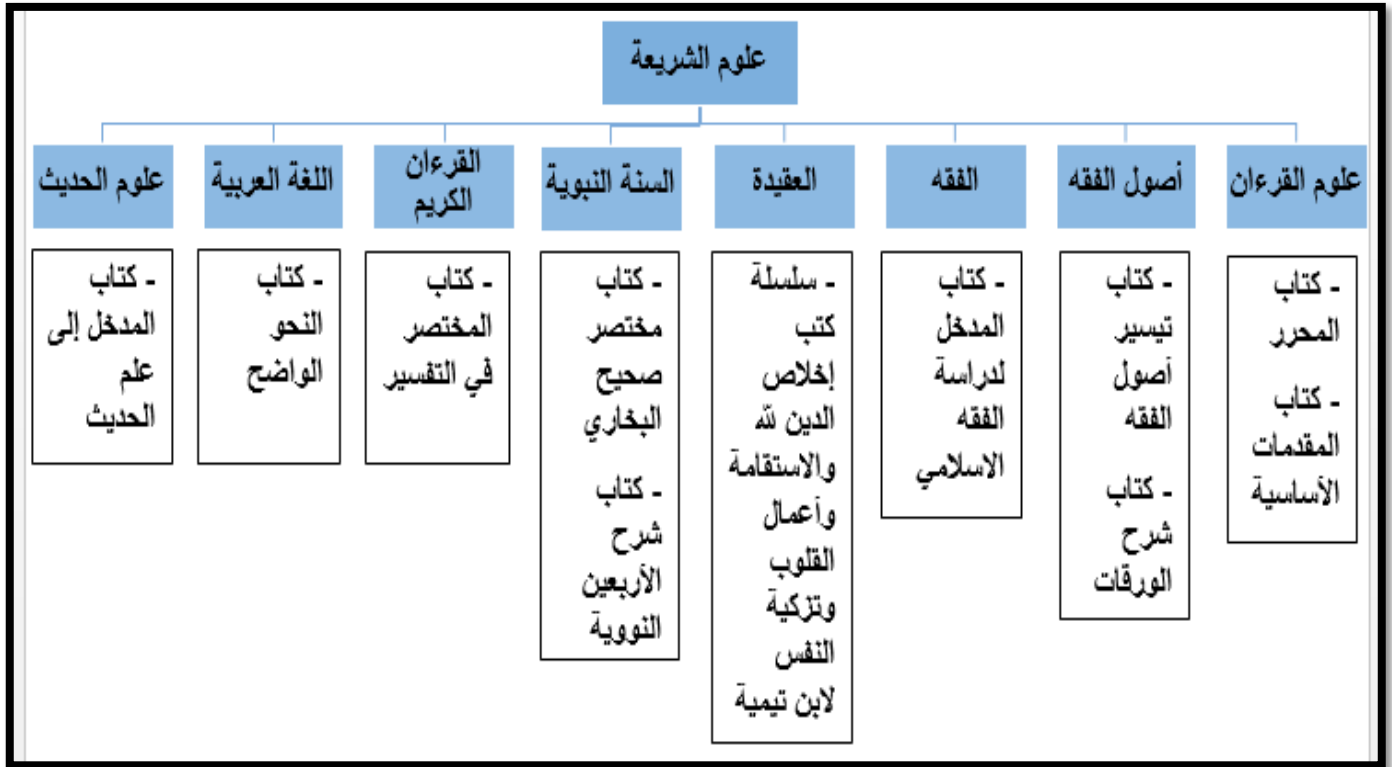 علوم الشريعة
علوم القرءان
أصول الفقه
الفقه
العقيدة
السنة النبوية
القرءان
الكريم
اللغة العربية
علوم الحديث
- كتاب
المحرر
- كتاب
المقدمات
الأساسية
- كتاب
تيسير
أصول
الفقه
- كتاب
شرح
الورقات
- كتاب
المدخل
لدراسة
الفقه
الاسلامي
- سلسلة
كتب
إخلاص
الدين لله
والاستقامة
وأعمال
القلوب
وتزكية
النفس
لابن تيمية
- كتاب
مختصر
صحيح
البخاري
- كتاب
شرح
الأربعين
النووية
- كتاب
المختصر
في التفسير
- كتاب
النحو
الواضح
- كتاب
المدخل إلى
علم
الحديث